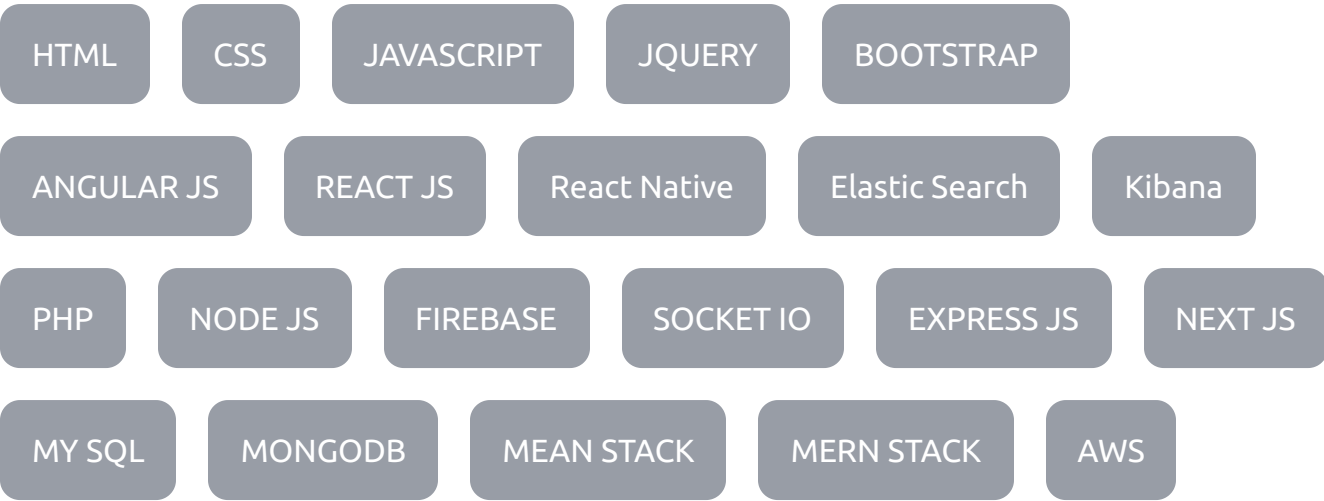 HTML CSS JAVASCRIPT JQUERY BOOTSTRAP
ANGULAR JS REACT JS React Native Elastic Search Kibana
PHP NODE JS FIREBASE SOCKET IO EXPRESS JS NEXT JS
MY SQL MONGODB MEAN STACK MERN STACK AWS